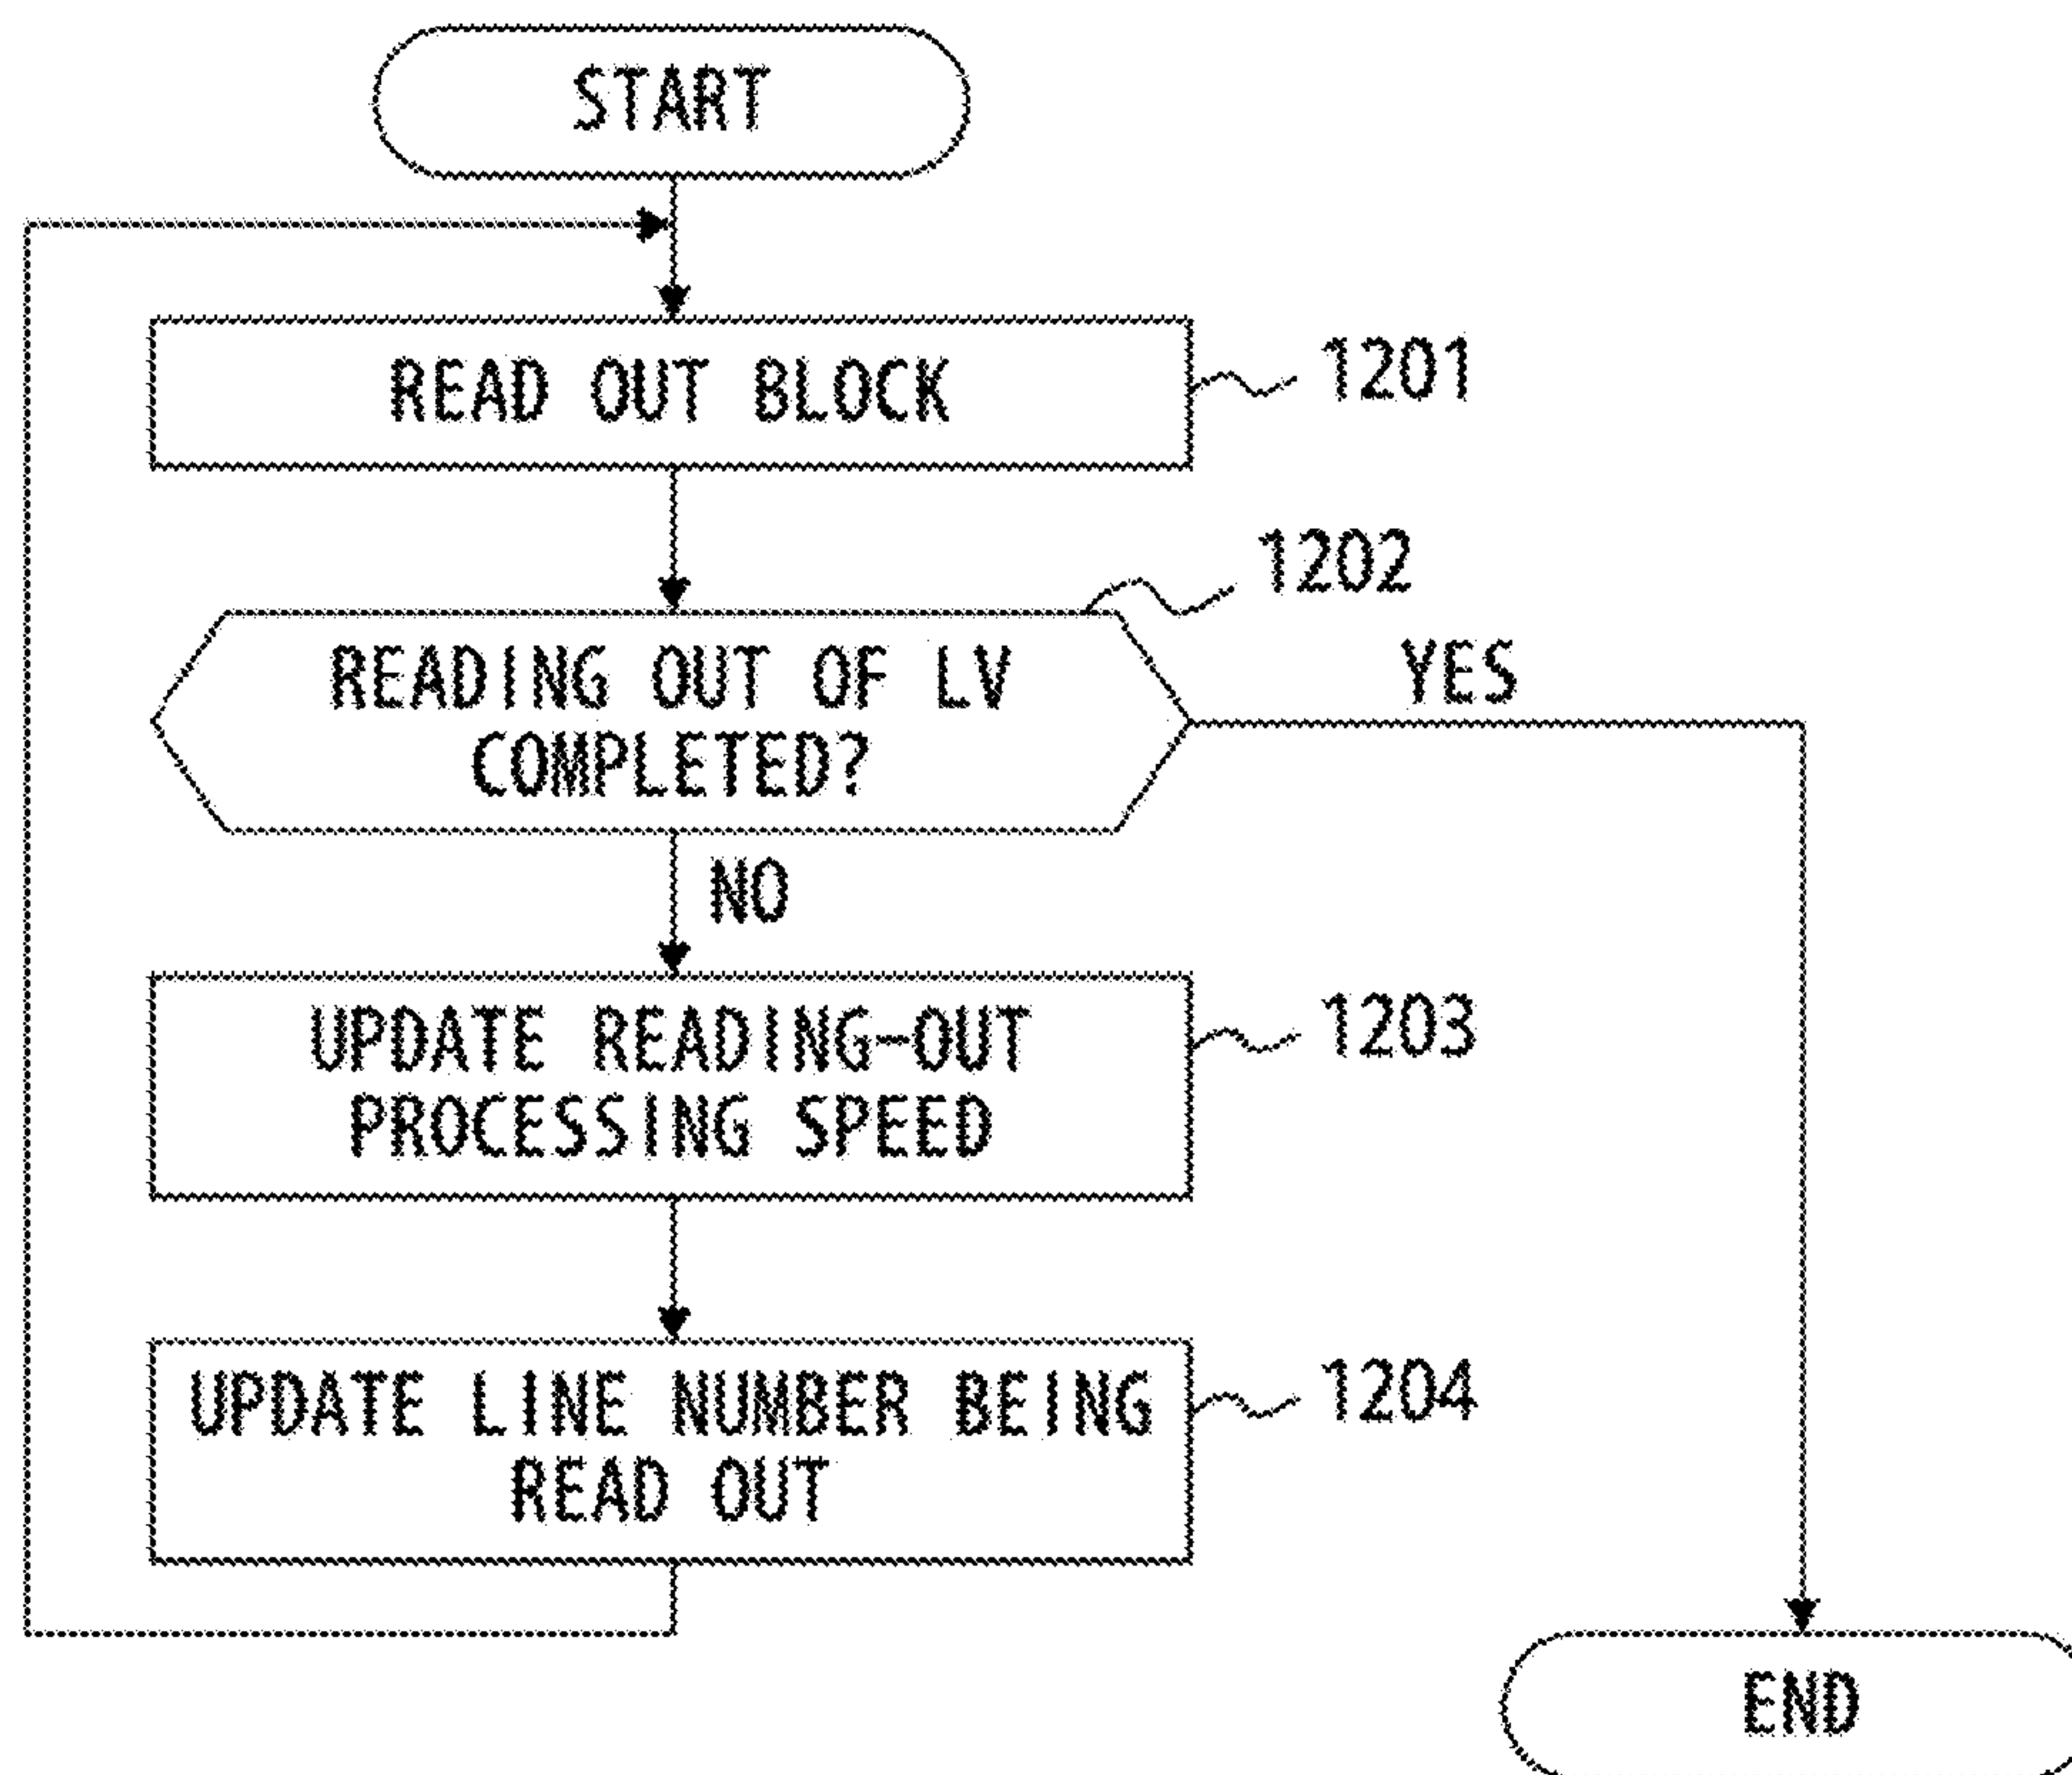 START
READ OUT BLOCK
1201
1202
READING OUT OF LV
COMPLETED?
YES
NO
UPDATE READING-OUT
PROCESSING SPEED
1203
UPDATE LINE NUMBER BEING
READ OUT
1204
END